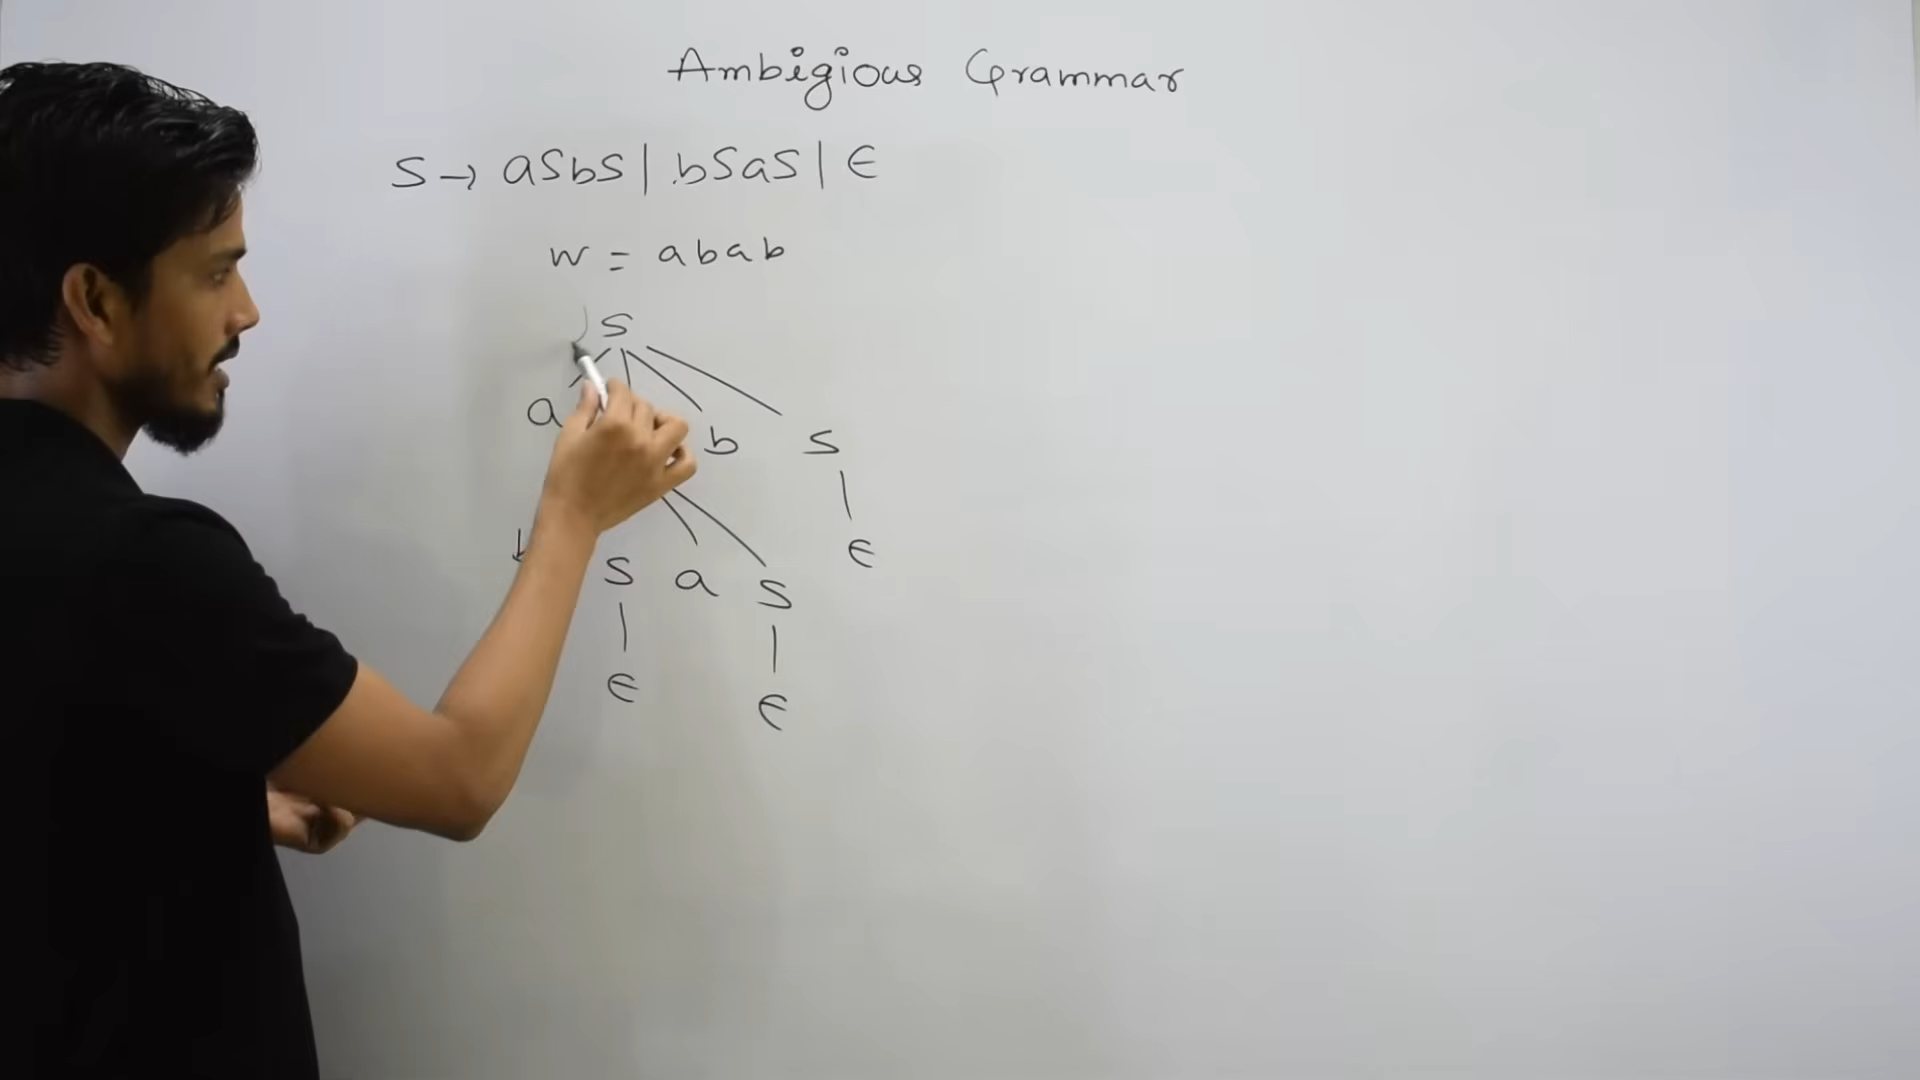 Ambigious Grammar
S → aSbS | bSaS | ϵ
w = abab
S
a b S
S a S ϵ
ϵ ϵ